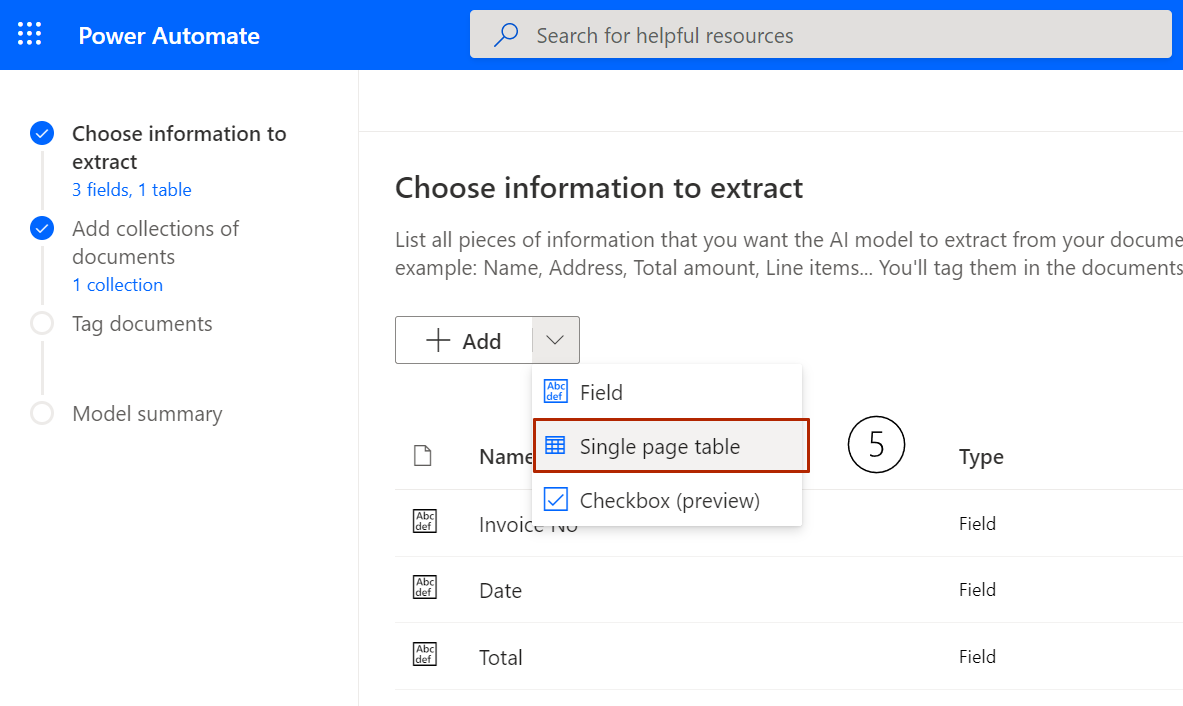 Power Automate
Search for helpful resources
Choose information to
extract
3 fields, 1 table
Add collections of
documents
1 collection
Tag documents
Model summary
Choose information to extract
List all pieces of information that you want the AI model to extract from your docume
example: Name, Address, Total amount, Line items... You'll tag them in the documents
Add
Abc
def
Field
Single page table
5
Checkbox (preview)
Name
Type
Abc
def
Invoice No
Field
Abc
def
Date
Field
Abc
def
Total
Field